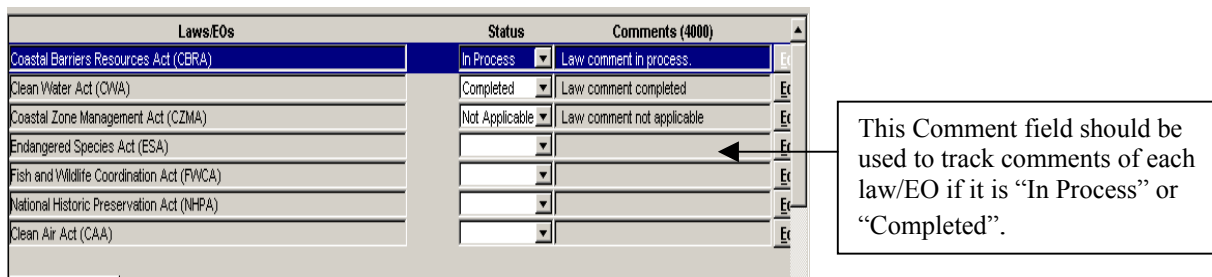 Laws/EOs Status Comments (4000)
Coastal Barriers Resources Act (CBRA) In Process Law comment in process.
Clean Water Act (CWA) Completed Law comment completed
Coastal Zone Management Act (CZMA) Not Applicable Law comment not applicable
Endangered Species Act (ESA)
Fish and Wildlife Coordination Act (FWCA)
National Historic Preservation Act (NHPA)
Clean Air Act (CAA)
This Comment field should be
used to track comments of each
law/EO if it is “In Process” or
“Completed”.